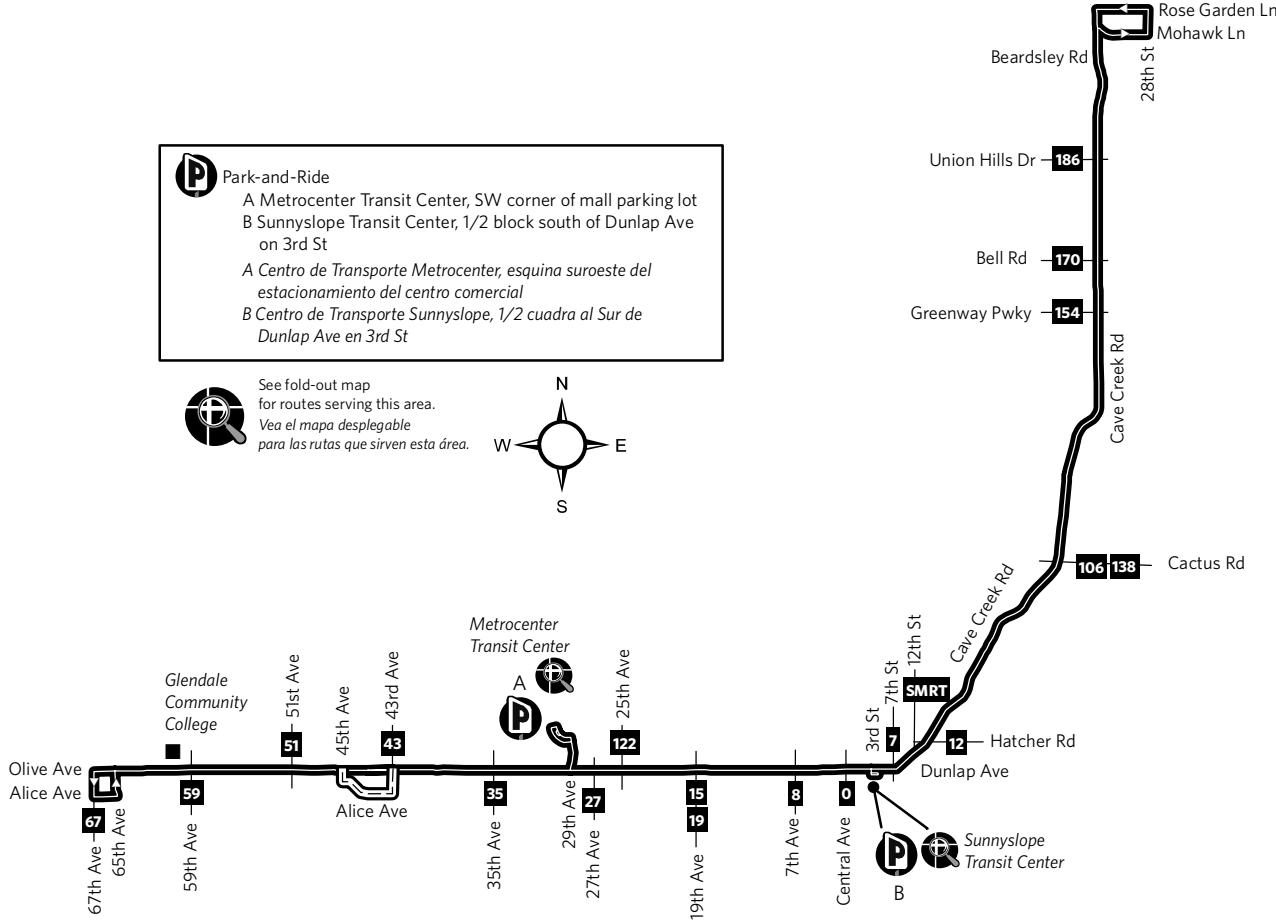 Rose Garden Ln
Mohawk Ln
Beardsley Rd
28th St
Union Hills Dr
186
Bell Rd
170
Greenway Pwky
154
Cave Creek Rd
P Park-and-Ride
A Metrocenter Transit Center, SW corner of mall parking lot
B Sunnyslope Transit Center, 1/2 block south of Dunlap Ave
on 3rd St
A Centro de Transporte Metrocenter, esquina suroeste del
estacionamiento del centro comercial
B Centro de Transporte Sunnyslope, 1/2 cuadra al Sur de
Dunlap Ave en 3rd St
See fold-out map
for routes serving this area.
Vea el mapa desplegable
para las rutas que sirven esta área.
N
W
E
S
106
138
Cactus Rd
Cave Creek Rd
12th St
7th St
SMRT
3rd St
7
12
Hatcher Rd
Dunlap Ave
Metrocenter
Transit Center
A
P
Glendale
Community
College
51st Ave
51
45th Ave
43rd Ave
43
25th Ave
122
Olive Ave
Alice Ave
67
67th Ave
65th Ave
59
59th Ave
Alice Ave
35
35th Ave
29th Ave
27
27th Ave
15
19
19th Ave
8
7th Ave
0
Central Ave
P
B
Sunnyslope
Transit Center